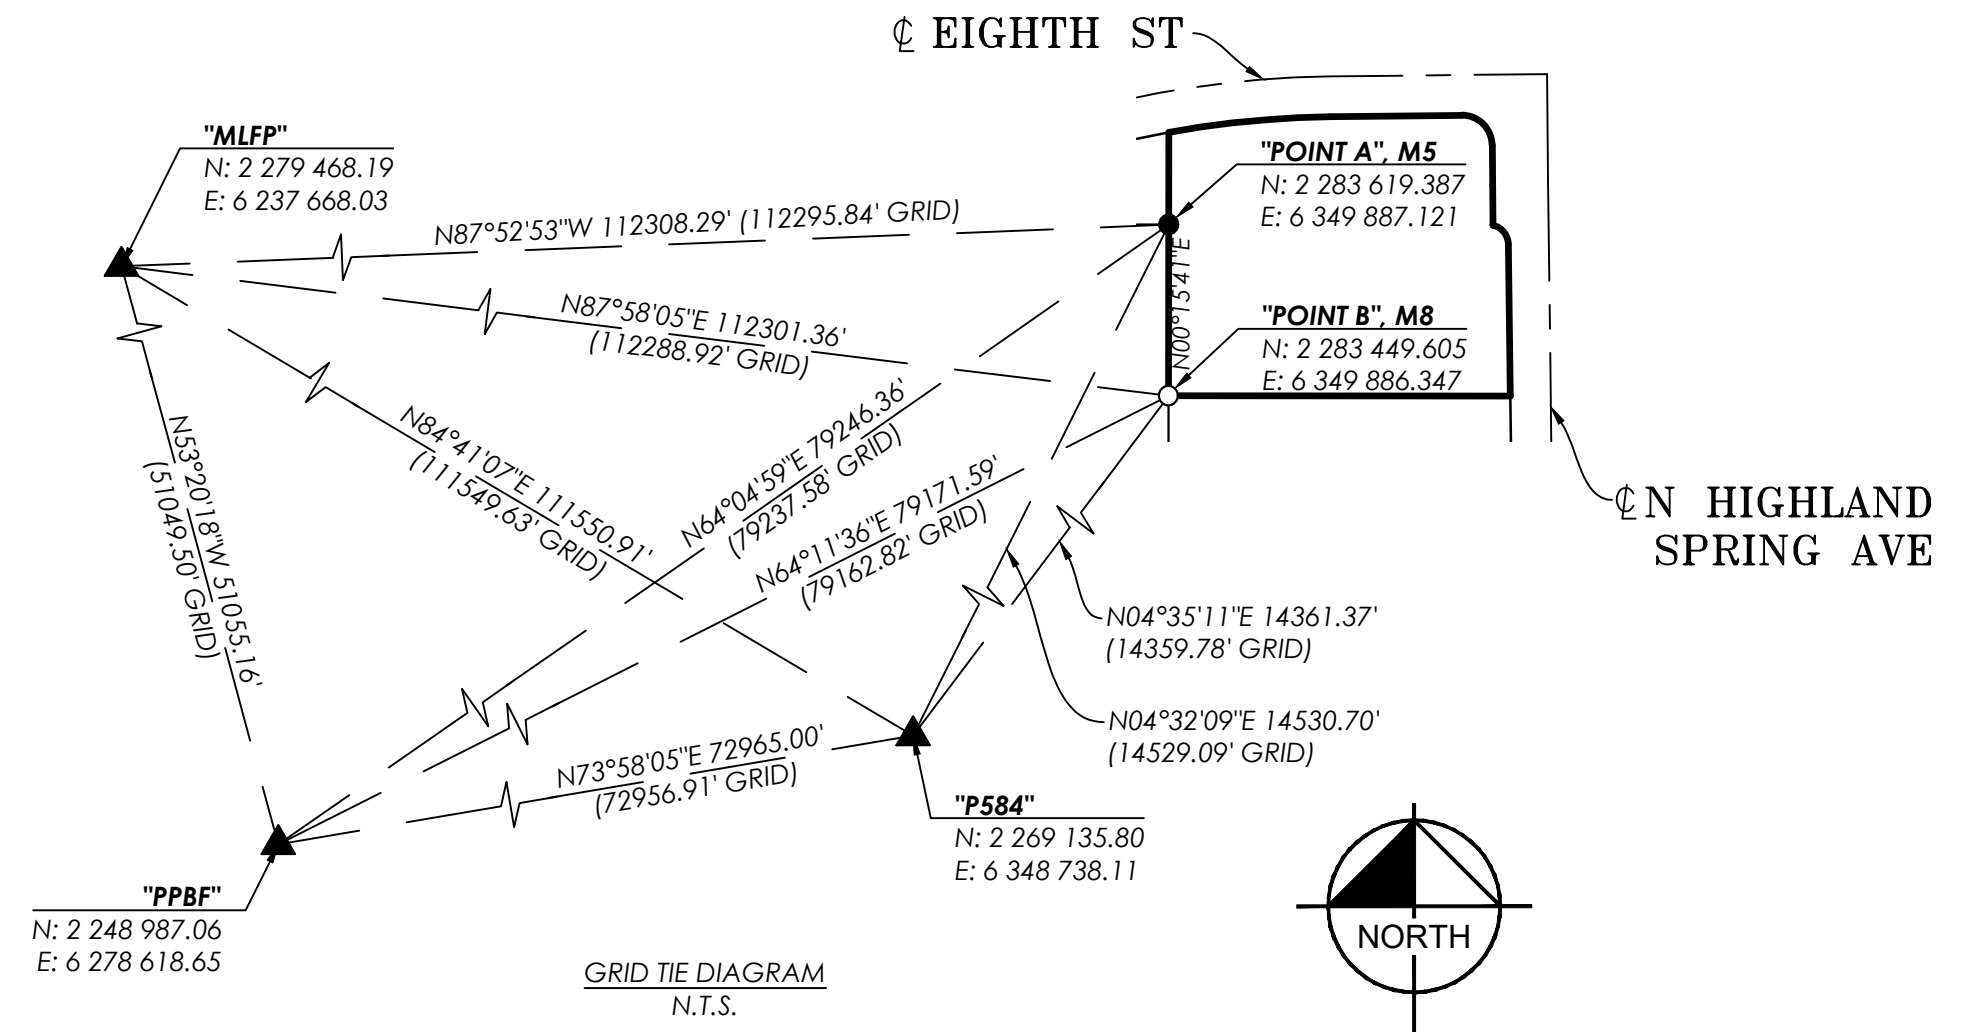 ℄ EIGHTH ST
"MLFP"
N: 2 279 468.19
E: 6 237 668.03
"POINT A", M5
N: 2 283 619.387
E: 6 349 887.121
N87°52'53"W 112308.29' (112295.84' GRID)
N00°15'41"E
N87°58'05"E 112301.36'
(112288.92' GRID)
"POINT B", M8
N: 2 283 449.605
E: 6 349 886.347
N53°20'18"W 51055.16'
(51049.50' GRID)
N84°41'07"E 111550.91'
(111549.63' GRID)
N64°04'59"E 79246.36'
(79237.58' GRID)
N64°11'36"E 79171.59'
(79162.82' GRID)
℄ N HIGHLAND
SPRING AVE
N04°35'11"E 14361.37'
(14359.78' GRID)
N04°32'09"E 14530.70'
(14529.09' GRID)
N73°58'05"E 72965.00'
(72956.91' GRID)
"P584"
N: 2 269 135.80
E: 6 348 738.11
"PPBF"
N: 2 248 987.06
E: 6 278 618.65
GRID TIE DIAGRAM
N.T.S.
NORTH